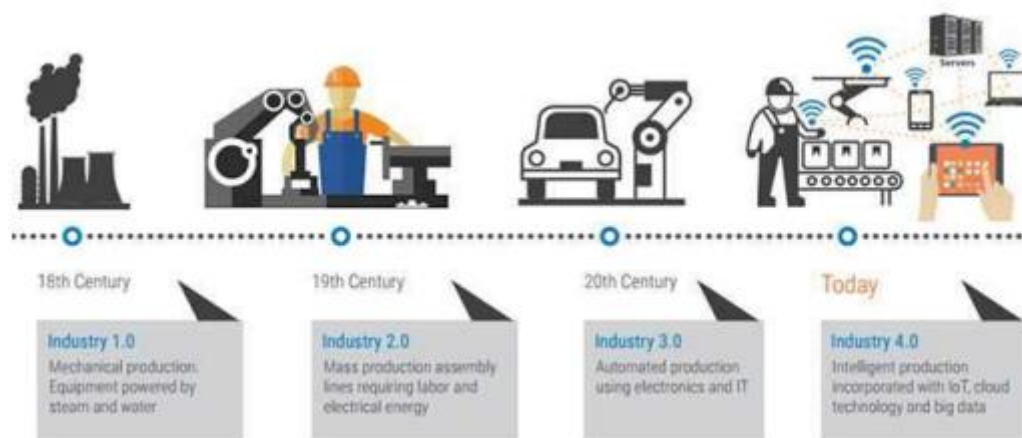 Servers
18th Century
Industry 1.0
Mechanical production.
Equipment powered by
steam and water
19th Century
Industry 2.0
Mass production assembly
lines requiring labor and
electrical energy
20th Century
Industry 3.0
Automated production
using electronics and IT
Today
Industry 4.0
Intelligent production
incorporated with IoT, cloud
technology and big data